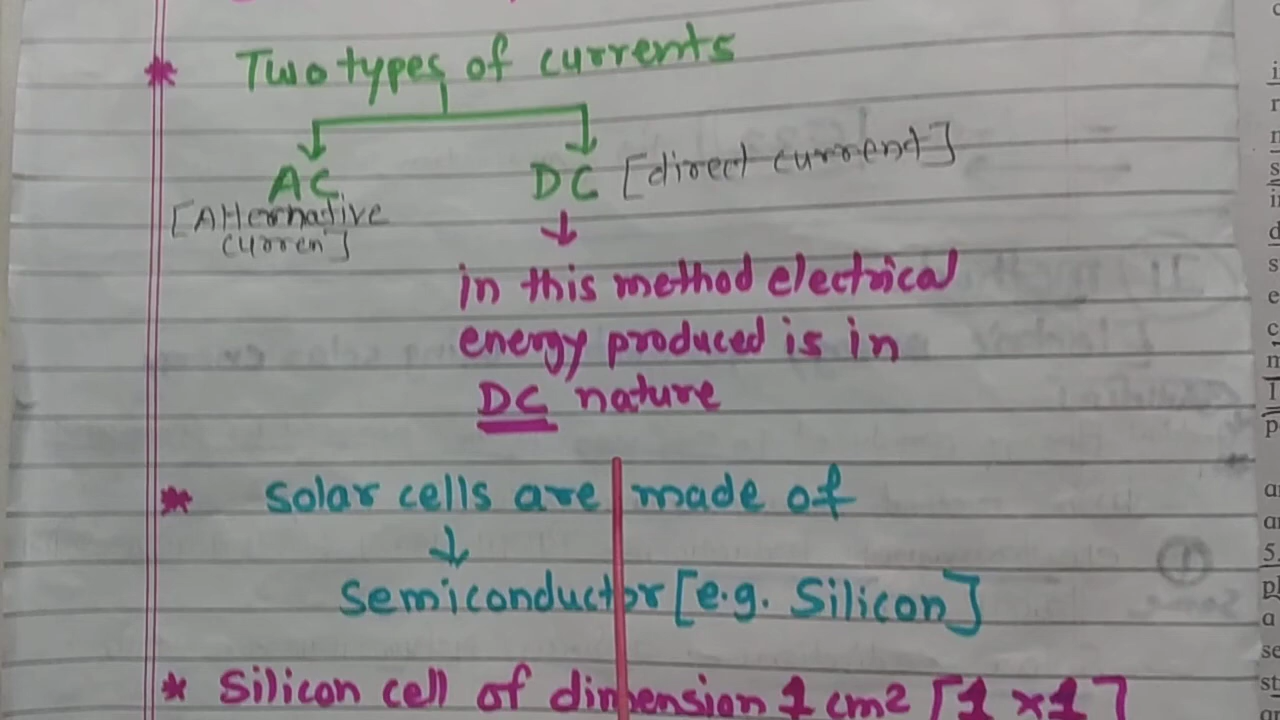 * Two types of currents
AC DC [direct current]
[Alternative
curren]
in this method electrical
energy produced is in
DC nature
* Solar cells are made of
Semiconductor [e.g. Silicon]
* Silicon cell of dimension 1 cm2 [1 x 1]